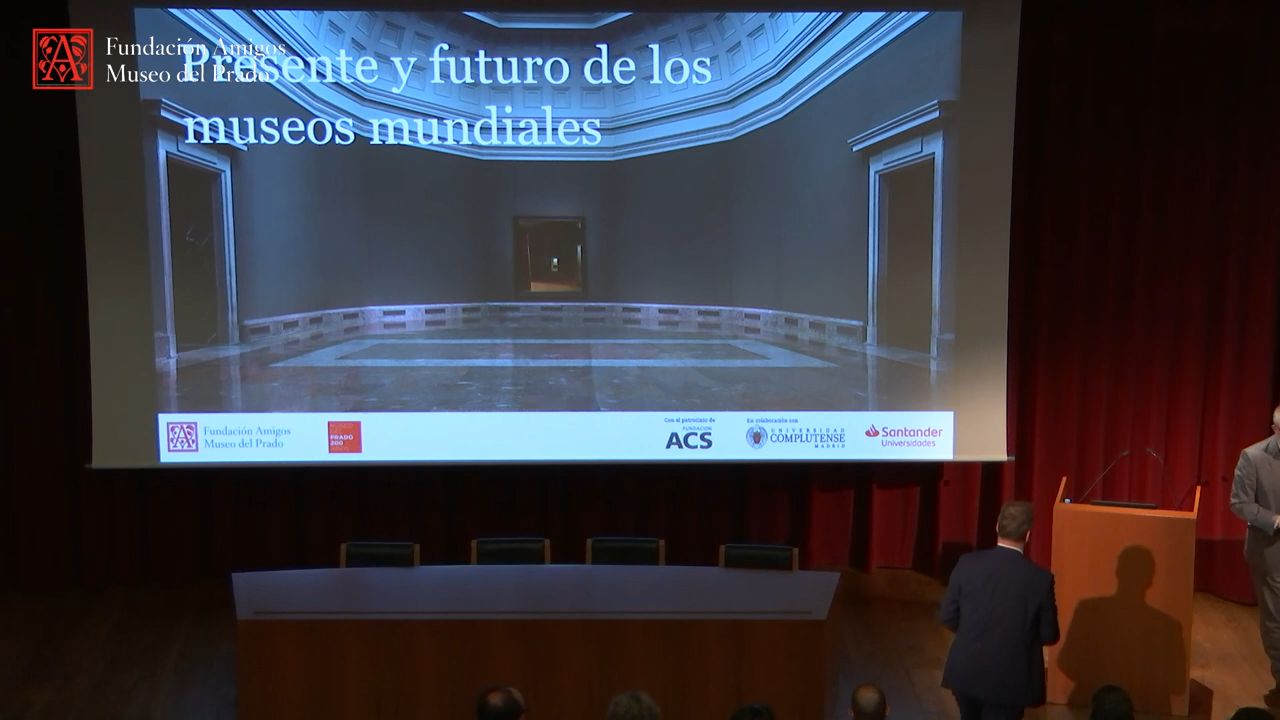 Fundación Amigos
Museo del Prado
Presente y futuro de los
museos mundiales
Fundación Amigos
Museo del Prado
PRADO
200
Con el patrocinio de
FUNDACIÓN
ACS
En colaboración con
UNIVERSIDAD
COMPLUTENSE
MADRID
Santander
Universidades